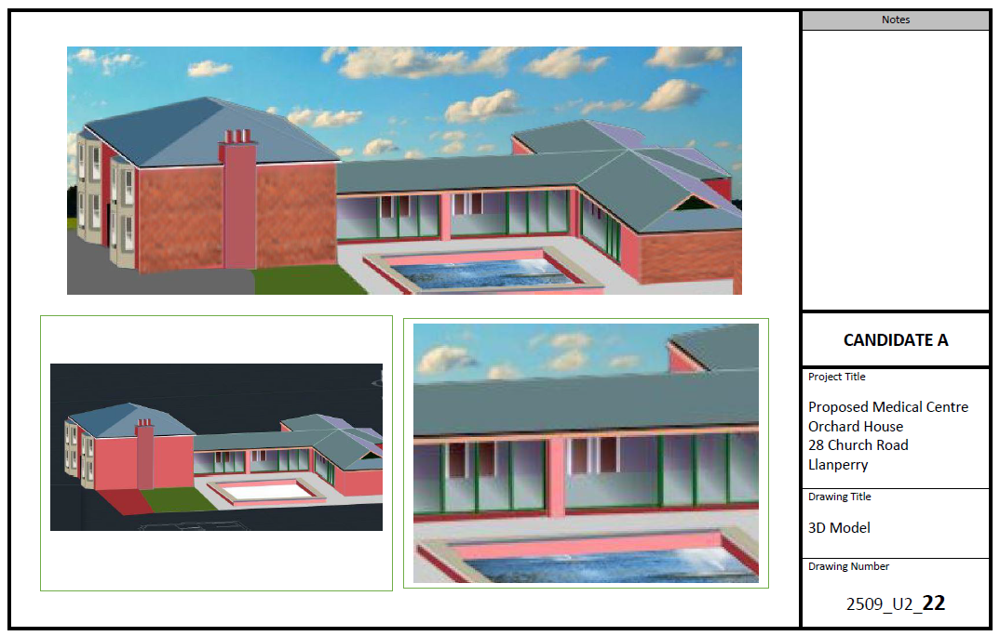 Notes
CANDIDATE A
Project Title
Proposed Medical Centre
Orchard House
28 Church Road
Llanperry
Drawing Title
3D Model
Drawing Number
2509_U2_22